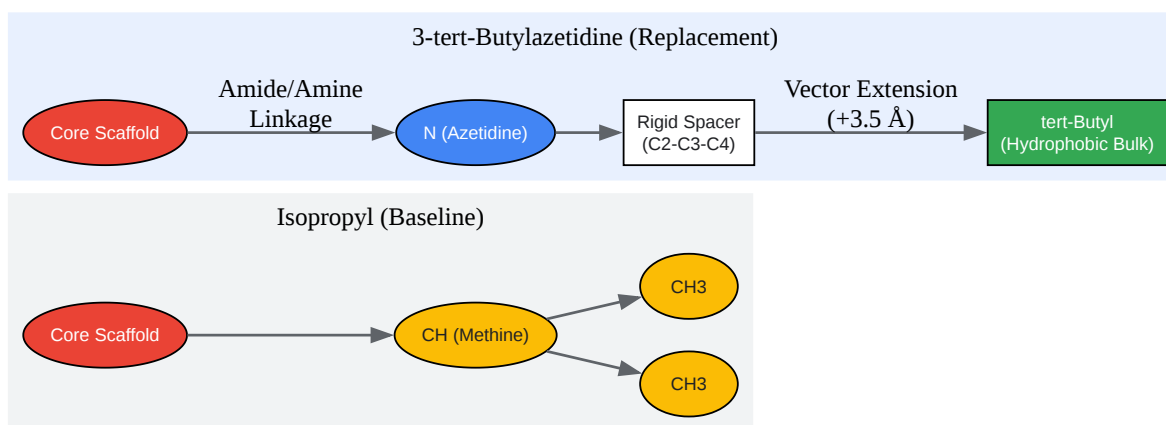 3-tert-Butylazetidine (Replacement)
Amide/Amine
Linkage
Vector Extension
(+3.5 Å)
Core Scaffold
N (Azetidine)
Rigid Spacer
(C2-C3-C4)
tert-Butyl
(Hydrophobic Bulk)
Isopropyl (Baseline)
Core Scaffold
CH (Methine)
CH3
CH3